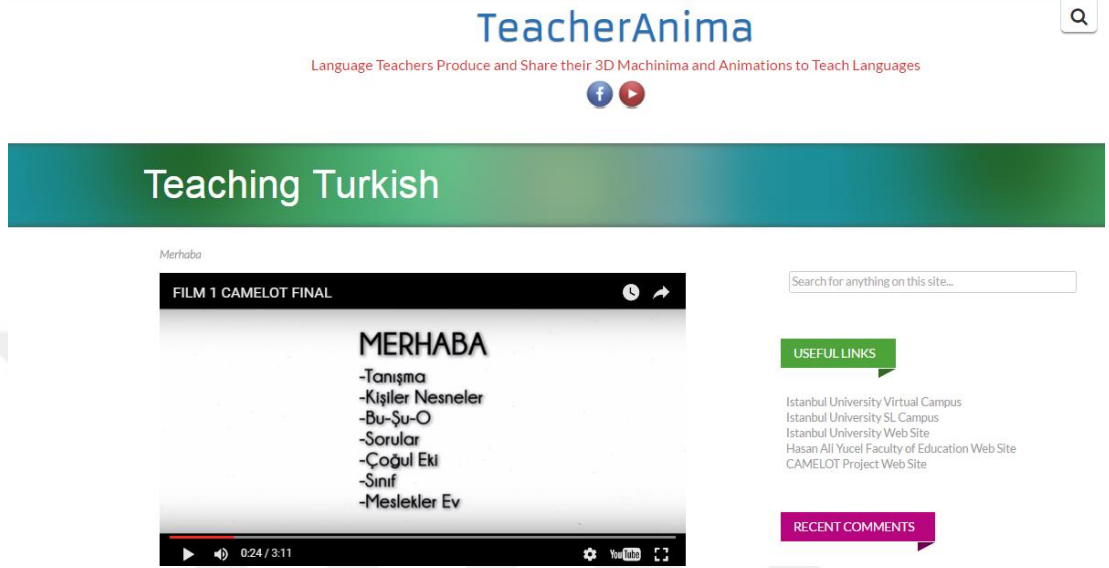 TeacherAnima
Language Teachers Produce and Share their 3D Machinima and Animations to Teach Languages
Teaching Turkish
Merhaba
FILM 1 CAMELOT FINAL
MERHABA
-Tanışma
-Kişiler Nesneler
-Bu-Şu-O
-Sorular
-Çoğul Eki
-Sınıf
-Meslekler Ev
0:24 / 3:11
YouTube
Search for anything on this site...
USEFUL LINKS
Istanbul University Virtual Campus
Istanbul University SL Campus
Istanbul University Web Site
Hasan Ali Yucel Faculty of Education Web Site
CAMELOT Project Web Site
RECENT COMMENTS